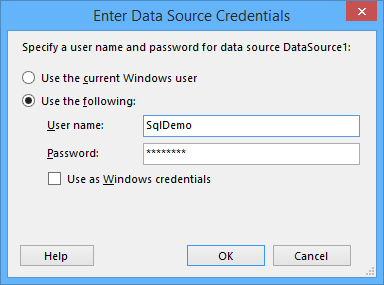 Enter Data Source Credentials
Specify a user name and password for data source DataSource1:
Use the current Windows user
Use the following:
User name: SqlDemo
Password: ********
Use as Windows credentials
Help OK Cancel